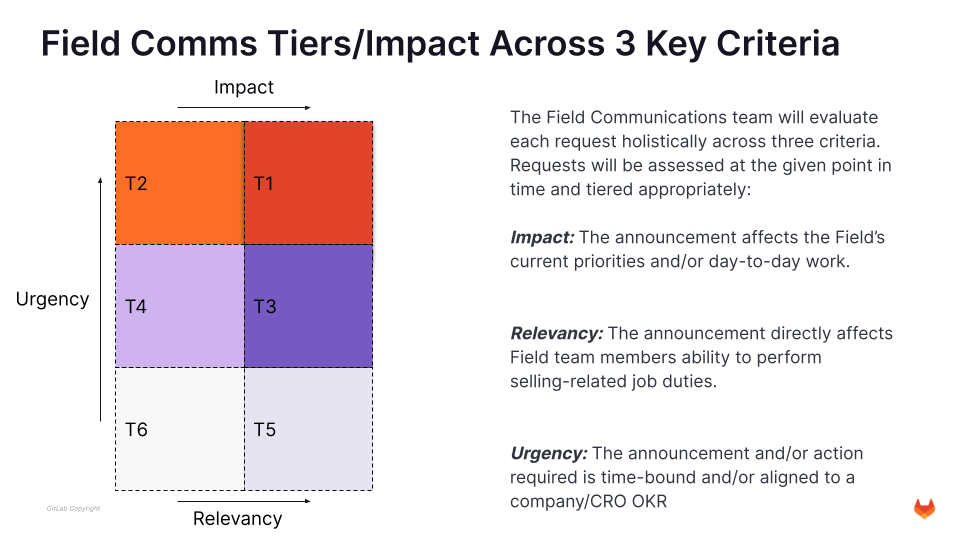 Field Comms Tiers/Impact Across 3 Key Criteria
Impact
T2
T1
Urgency
T4
T3
T6
T5
Relevancy
The Field Communications team will evaluate
each request holistically across three criteria.
Requests will be assessed at the given point in
time and tiered appropriately:
Impact: The announcement affects the Field’s
current priorities and/or day-to-day work.
Relevancy: The announcement directly affects
Field team members ability to perform
selling-related job duties.
Urgency: The announcement and/or action
required is time-bound and/or aligned to a
company/CRO OKR
GitLab Copyright